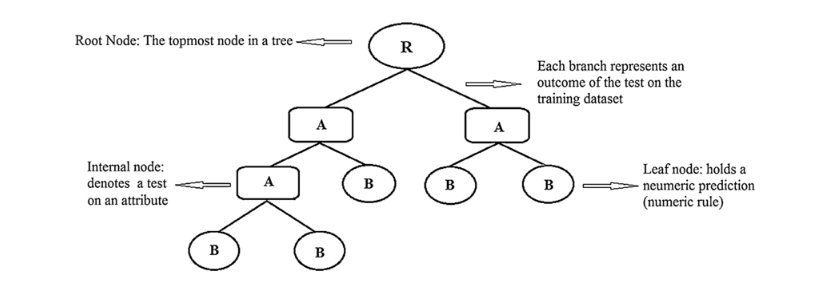 Root Node: The topmost node in a tree
R
Each branch represents an
outcome of the test on the
training dataset
A
A
Internal node:
denotes a test
on an attribute
A
B
B
B
Leaf node: holds a
neumeric prediction
(numeric rule)
B
B